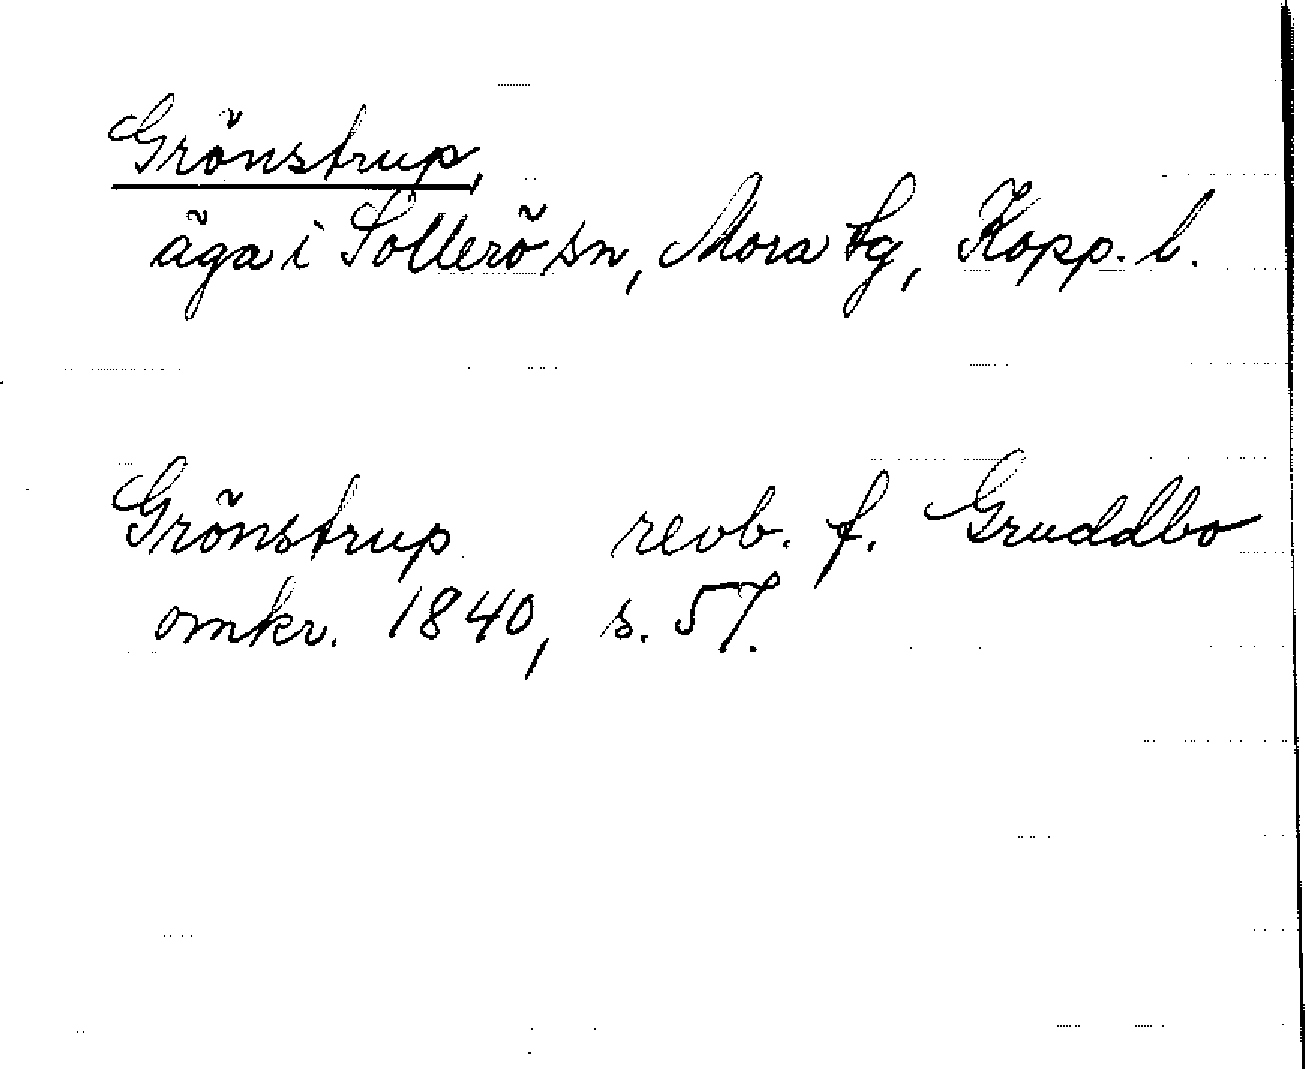 Grönstrup,
äga i Sollerö sn, Mora tg, Kopp. l.
Grönstrup revb. f. Gruddbo
omkr. 1840, s. 57.